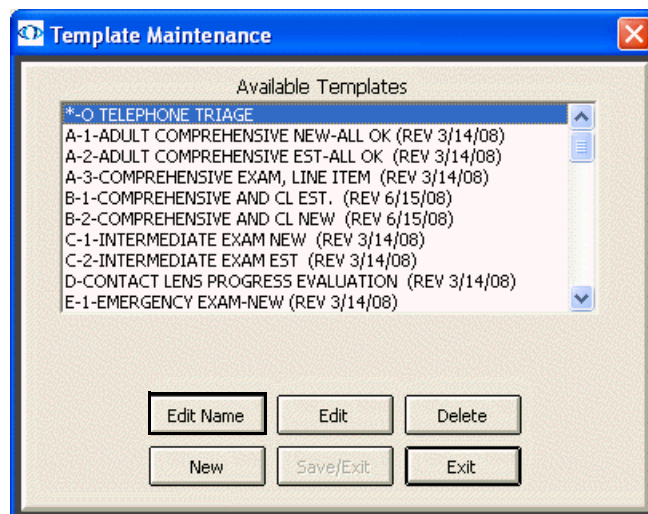 Template Maintenance
Available Templates
*-O TELEPHONE TRIAGE
A-1-ADULT COMPREHENSIVE NEW-ALL OK (REV 3/14/08)
A-2-ADULT COMPREHENSIVE EST-ALL OK (REV 3/14/08)
A-3-COMPREHENSIVE EXAM, LINE ITEM (REV 3/14/08)
B-1-COMPREHENSIVE AND CL EST. (REV 6/15/08)
B-2-COMPREHENSIVE AND CL NEW (REV 6/15/08)
C-1-INTERMEDIATE EXAM NEW (REV 3/14/08)
C-2-INTERMEDIATE EXAM EST (REV 3/14/08)
D-CONTACT LENS PROGRESS EVALUATION (REV 3/14/08)
E-1-EMERGENCY EXAM-NEW (REV 3/14/08)
Edit Name Edit Delete
New Save/Exit Exit